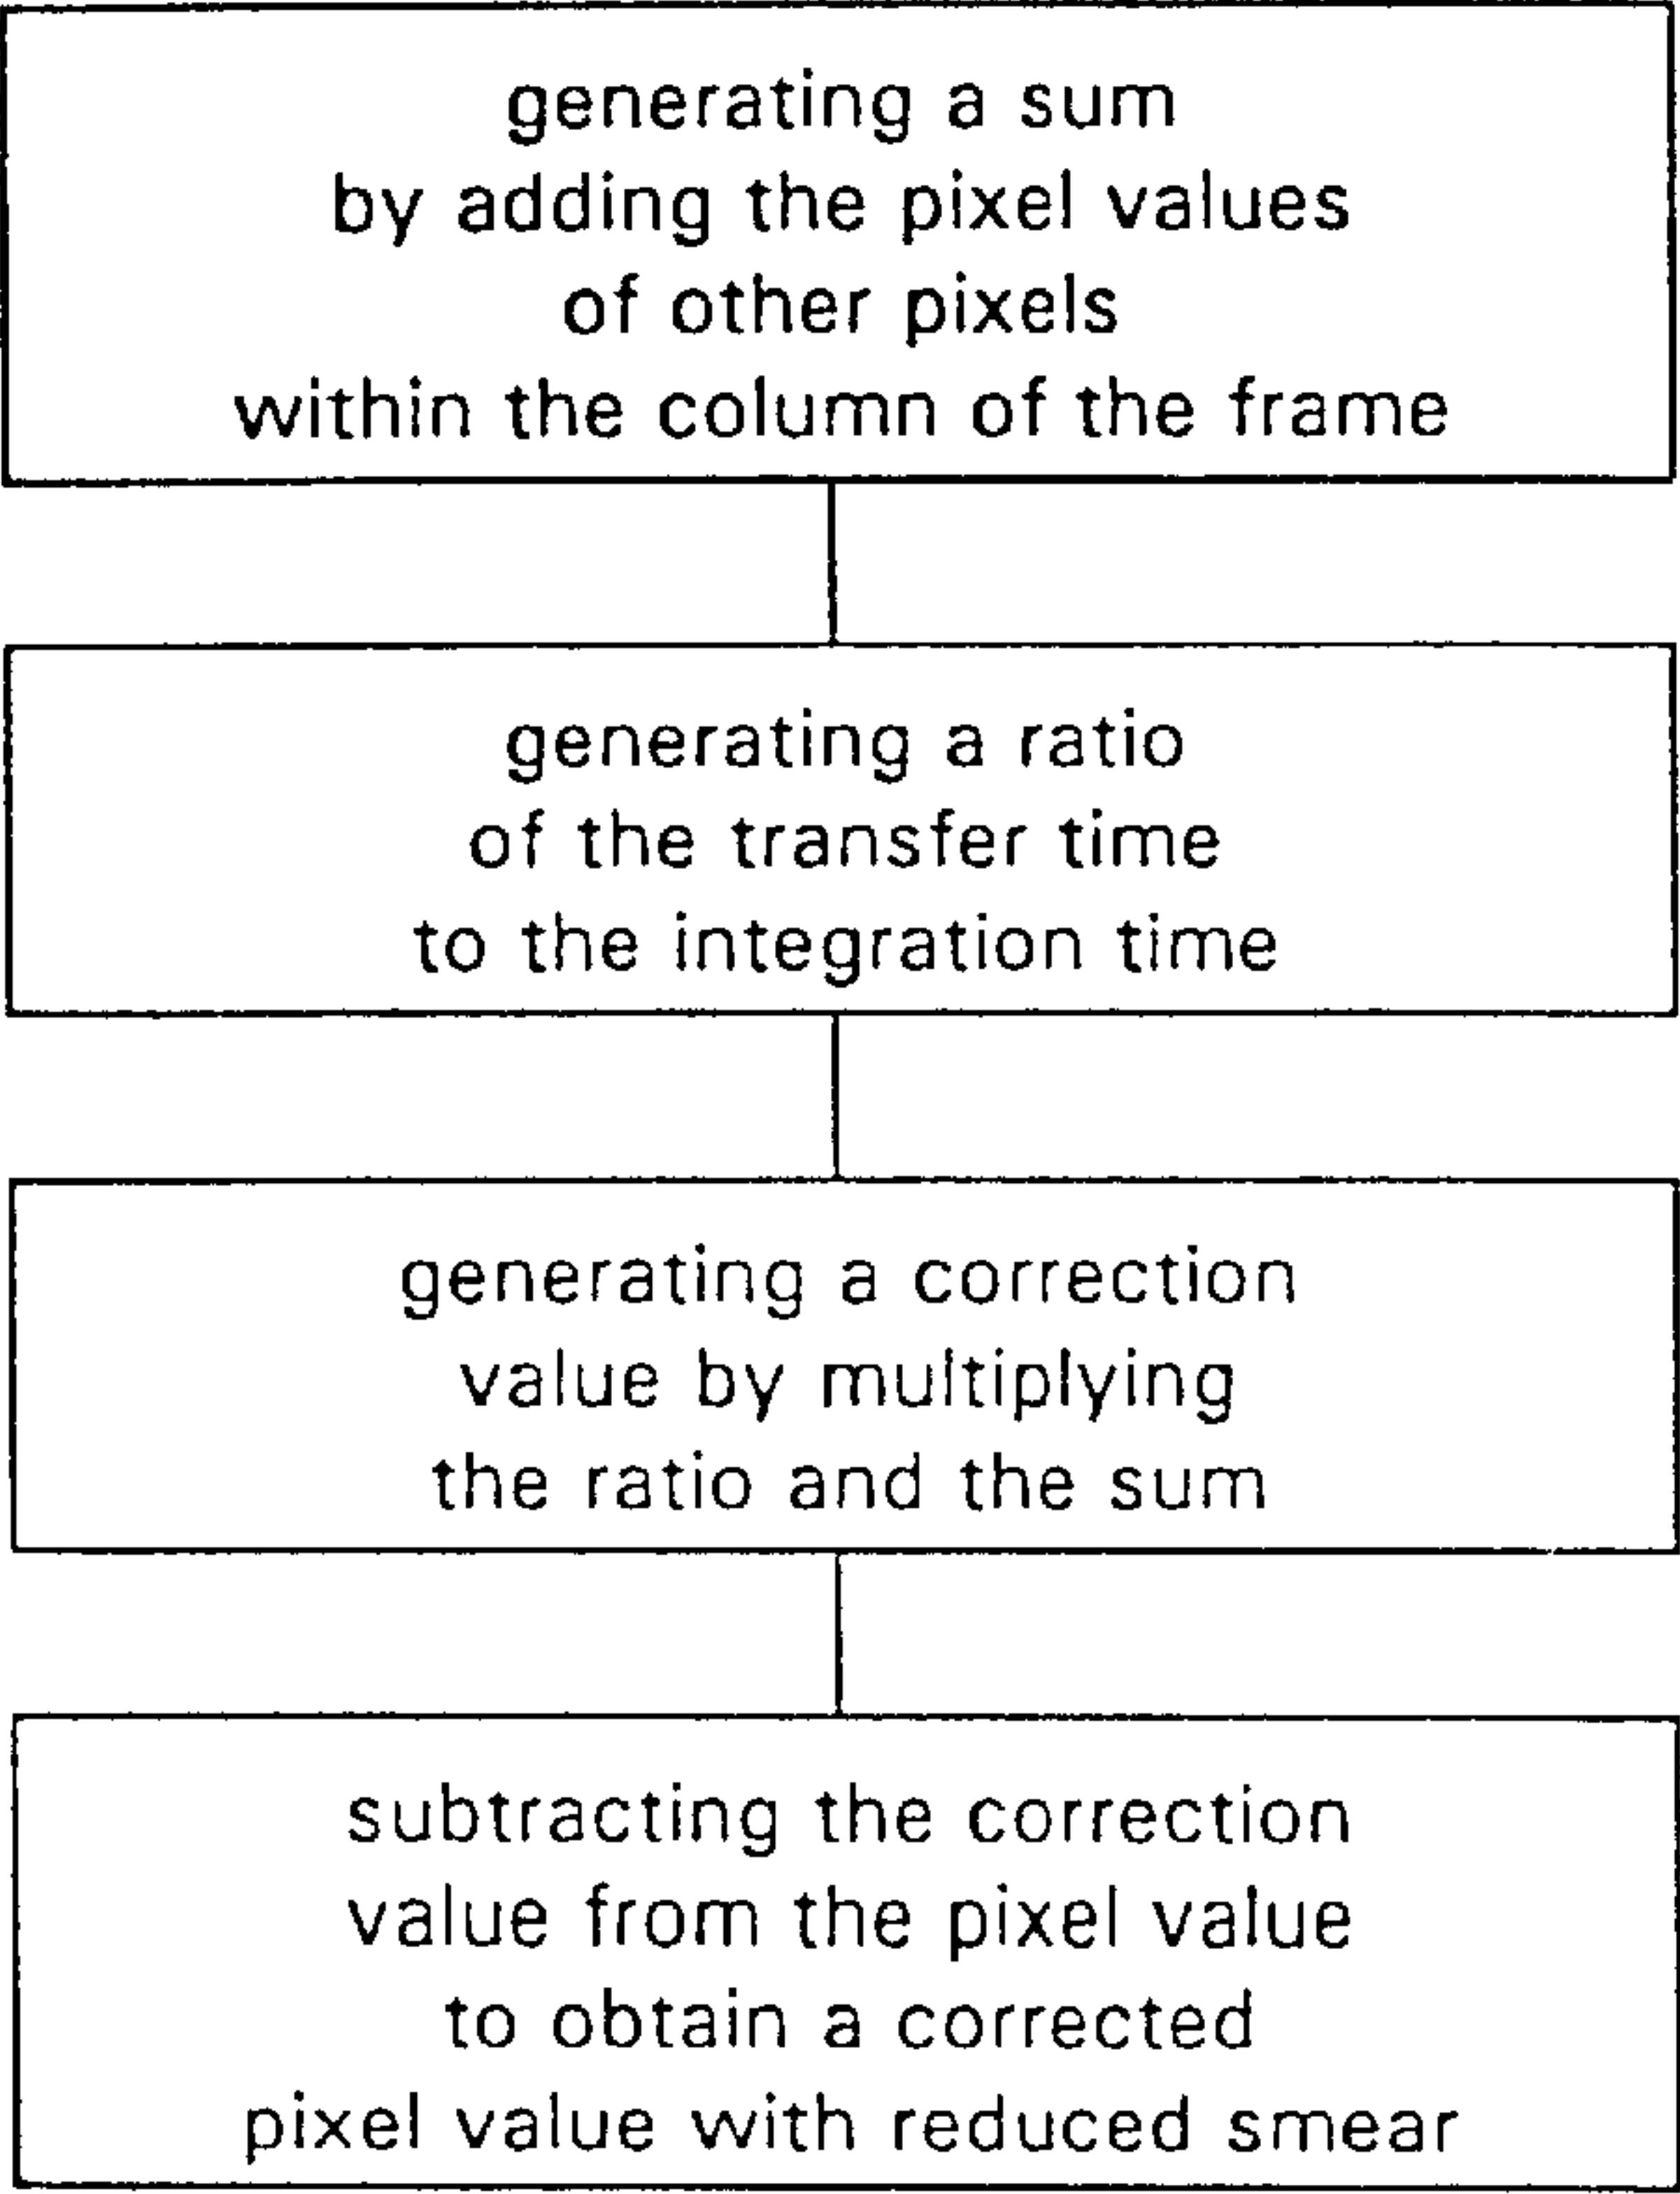 generating a sum
by adding the pixel values
of other pixels
within the column of the frame
generating a ratio
of the transfer time
to the integration time
generating a correction
value by multiplying
the ratio and the sum
subtracting the correction
value from the pixel value
to obtain a corrected
pixel value with reduced smear